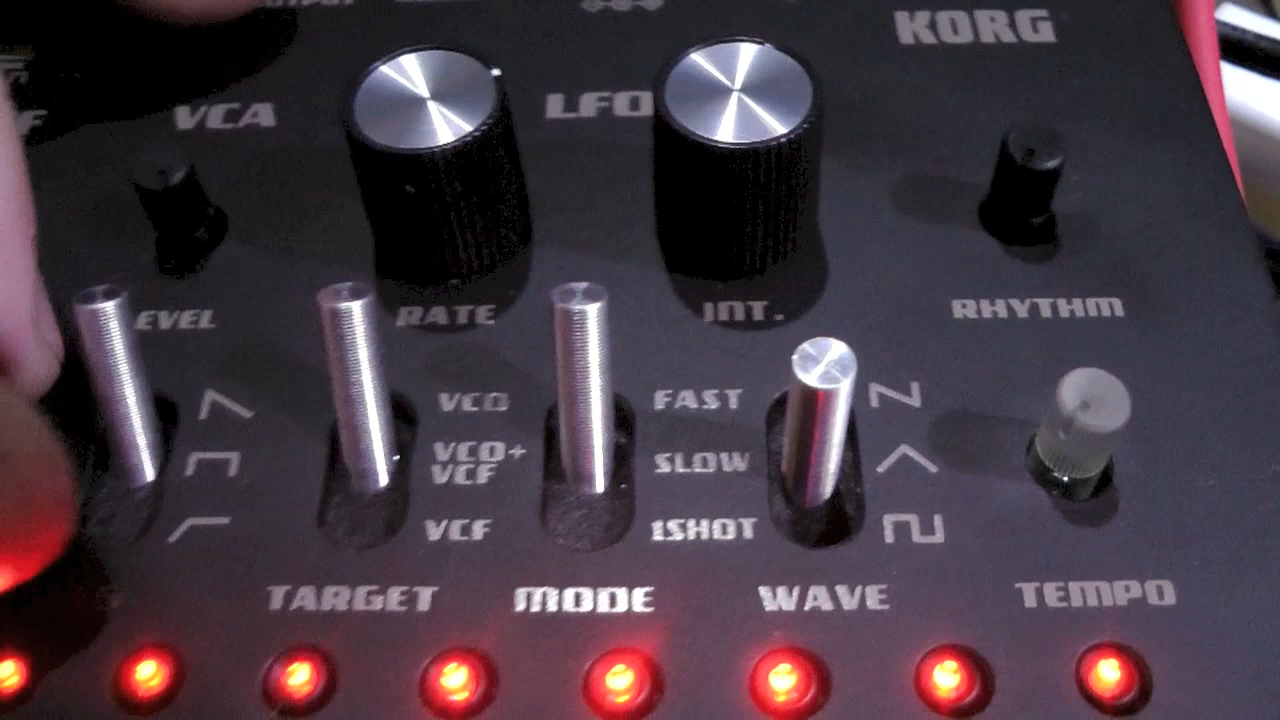 KORG
VCA
LFO
EVEL
RATE
INT.
RHYTHM
VCO
FAST
VCO+
VCF
SLOW
VCF
1SHOT
TARGET
MODE
WAVE
TEMPO